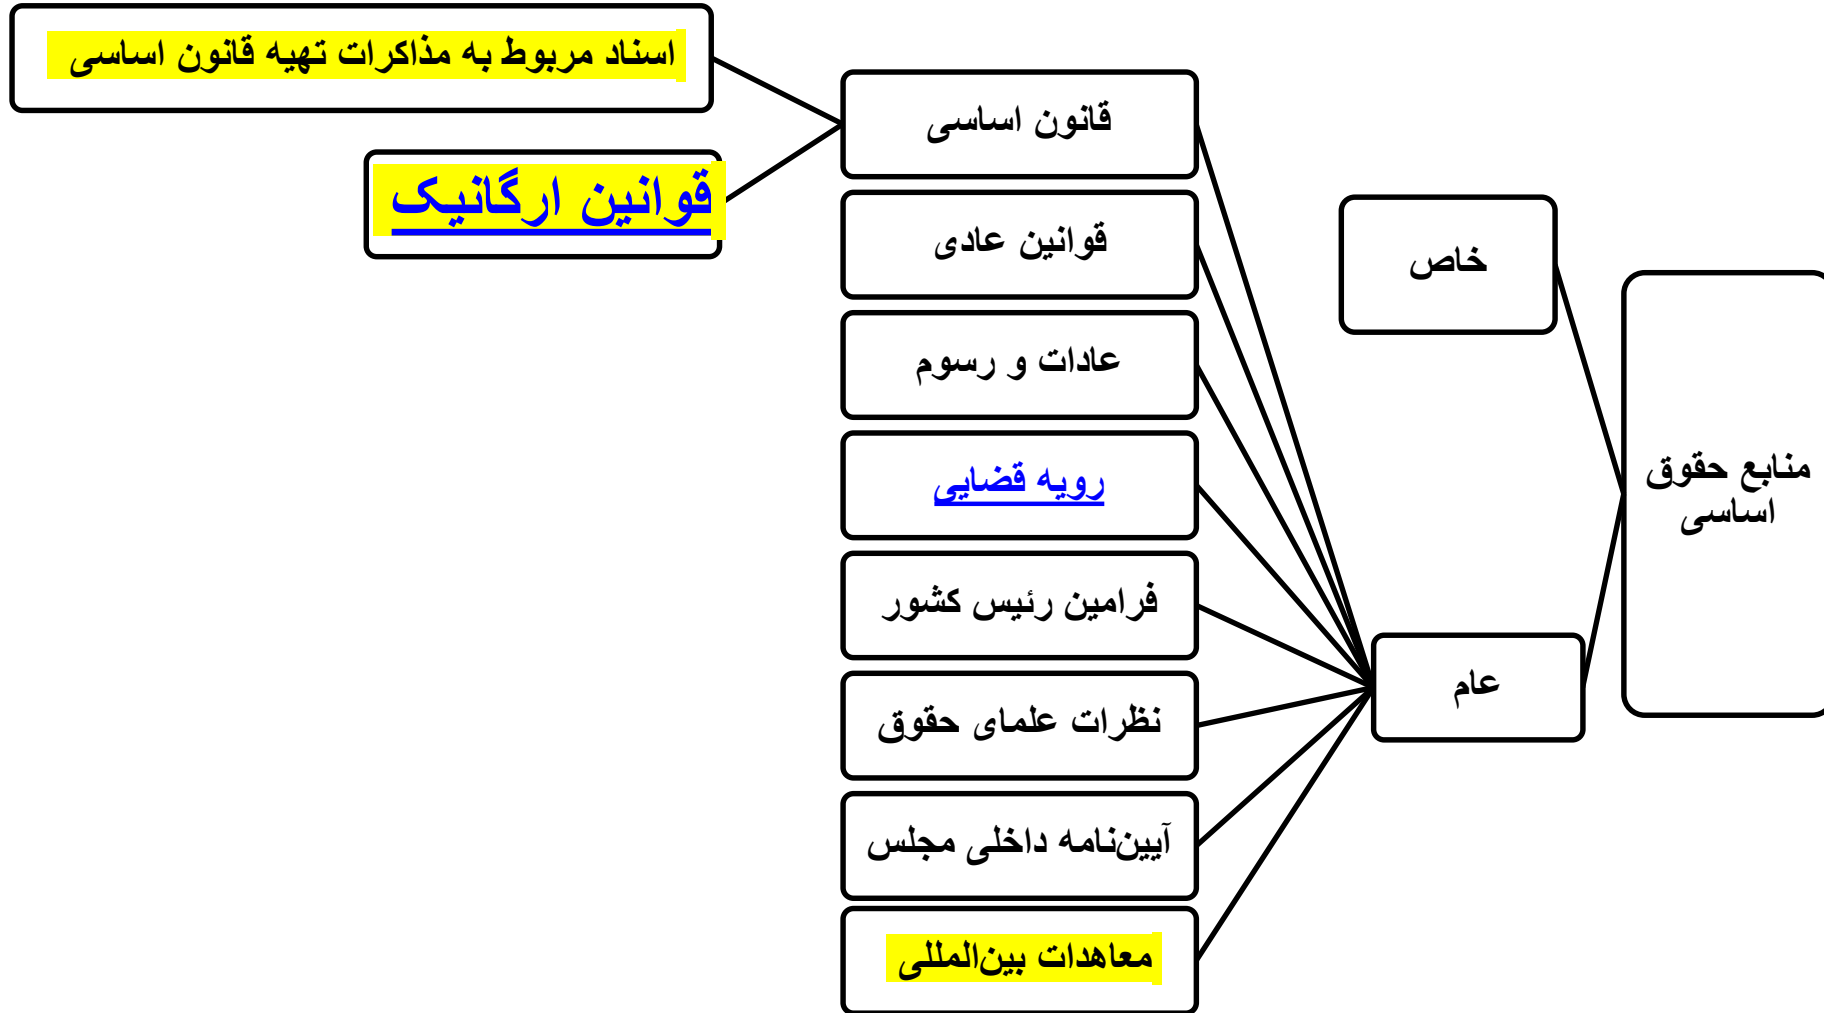 منابع حقوق
اساسی
خاص
عام
قانون اساسی
قوانین عادی
عادات و رسوم
رویه قضایی
فرامین رئیس کشور
نظرات علمای حقوق
آیین‌نامه داخلی مجلس
معاهدات بین‌المللی
اسناد مربوط به مذاکرات تهیه قانون اساسی
قوانین ارگانیک